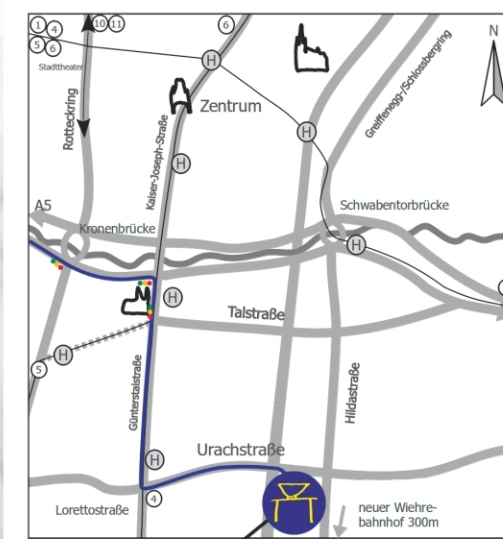 1 4
10 11
6
N
5 6
H
Stadttheater
Zentrum
Greiffenegg-/Schlossbergring
Rotteckring
H
Kaiser-Joseph-Straße
H
A5
Schwabentorbrücke
Kronenbrücke
H
H
Talstraße
H
5
Günterstalstraße
Hildastraße
Urachstraße
H
4
Lorettostraße
neuer Wiehre-
bahnhof 300m